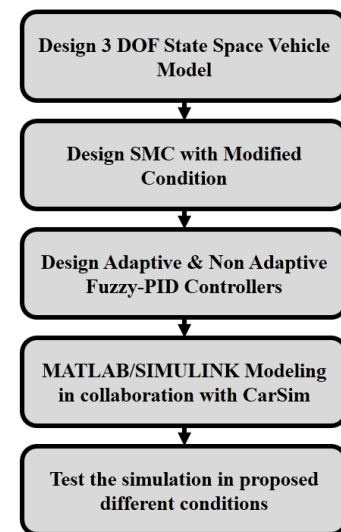 Design 3 DOF State Space Vehicle
Model
Design SMC with Modified
Condition
Design Adaptive & Non Adaptive
Fuzzy-PID Controllers
MATLAB/SIMULINK Modeling
in collaboration with CarSim
Test the simulation in proposed
different conditions